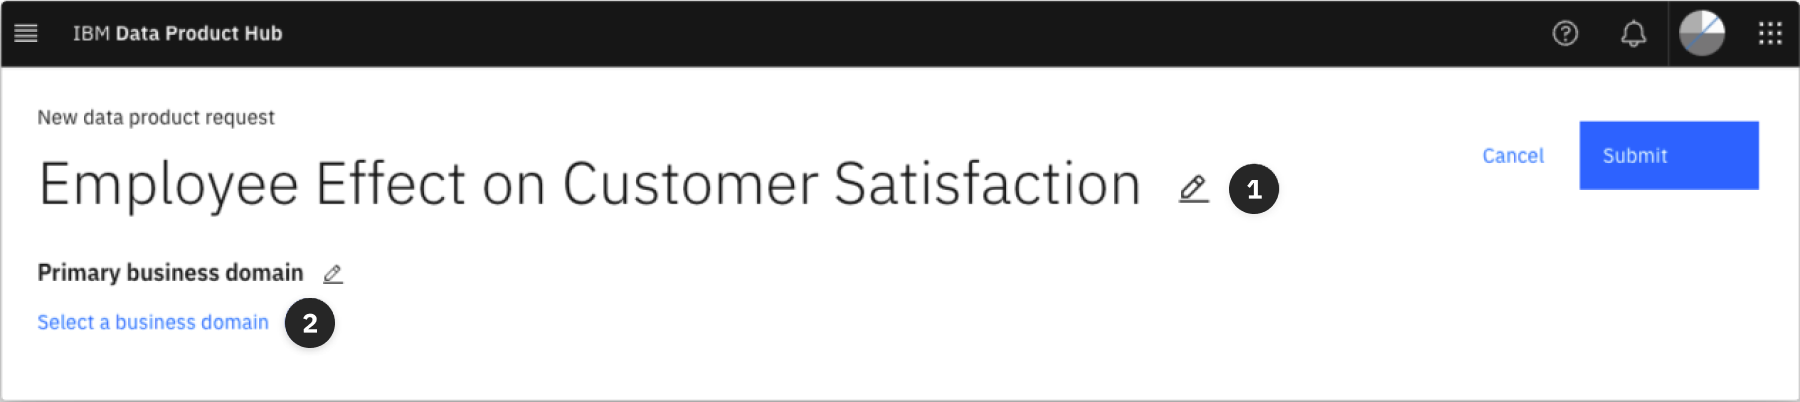 IBM Data Product Hub
New data product request
Cancel
Submit
Employee Effect on Customer Satisfaction
1
Primary business domain
Select a business domain
2